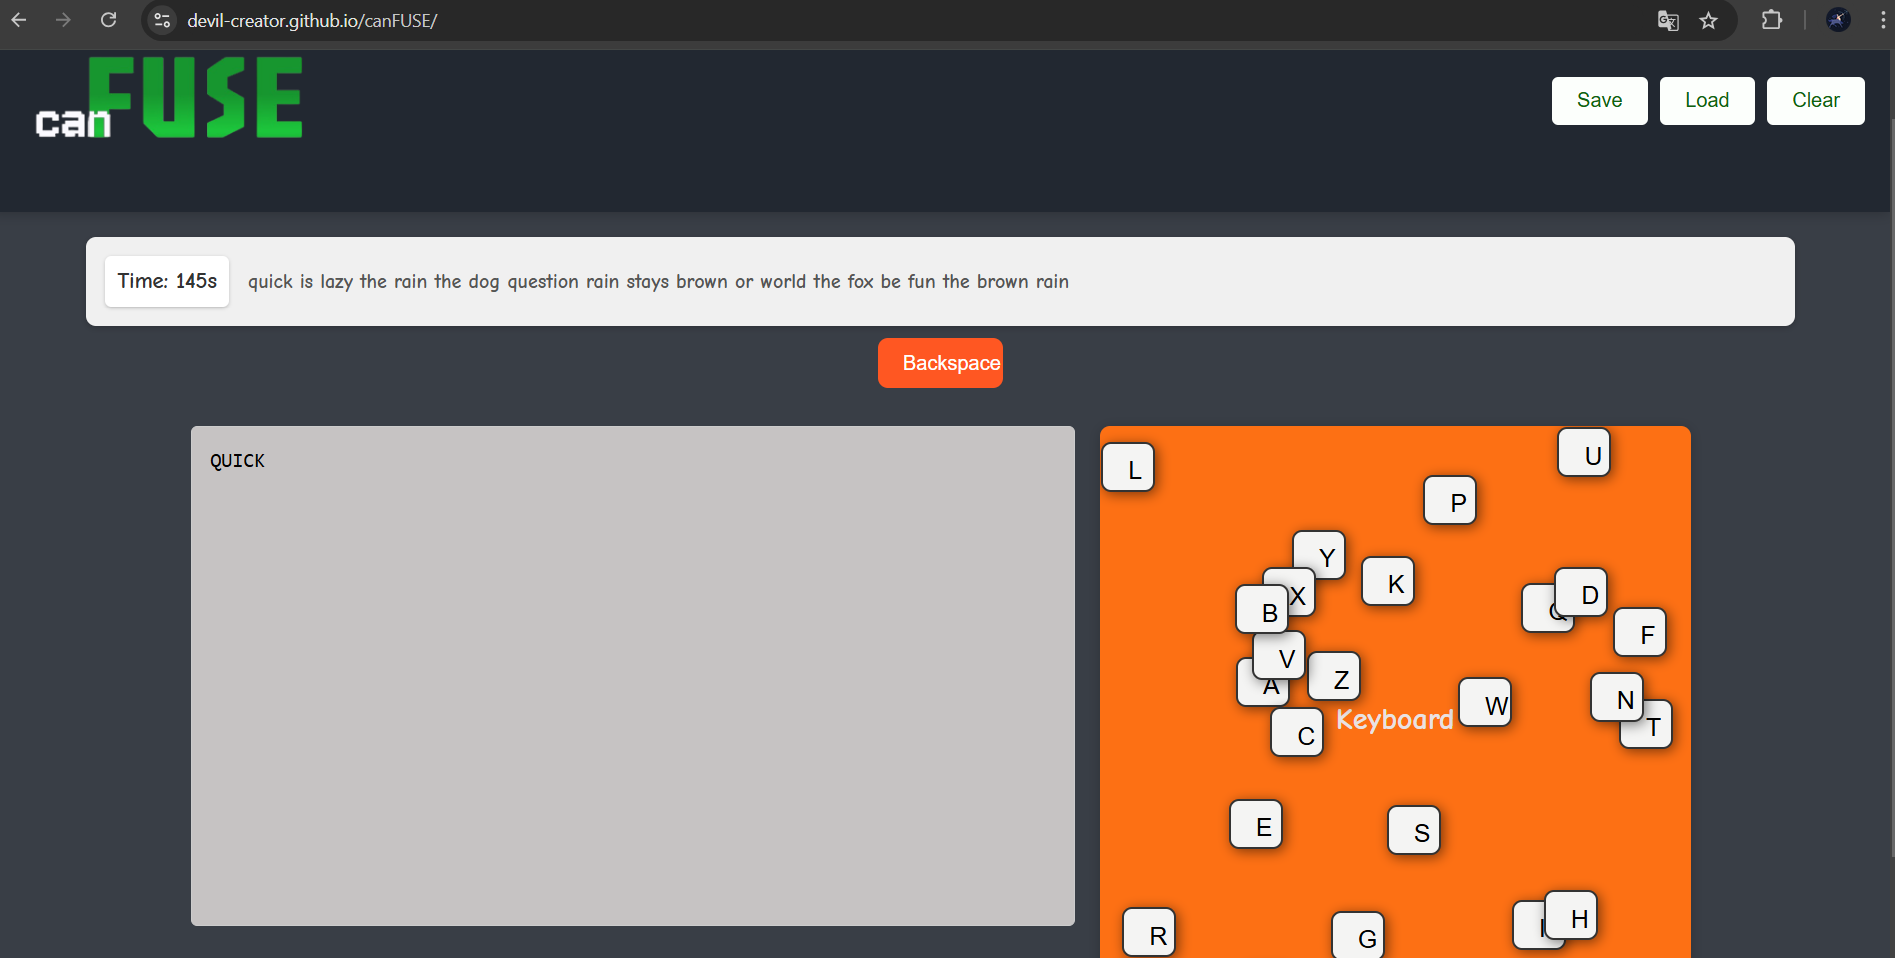 devil-creator.github.io/canFUSE/
canFUSE
Save Load Clear
Time: 145s quick is lazy the rain the dog question rain stays brown or world the fox be fun the brown rain
Backspace
QUICK
L
U
P
Y
K
X
B
Q
D
F
V
A
Z
N
T
W
C
Keyboard
E
S
R
G
I
H